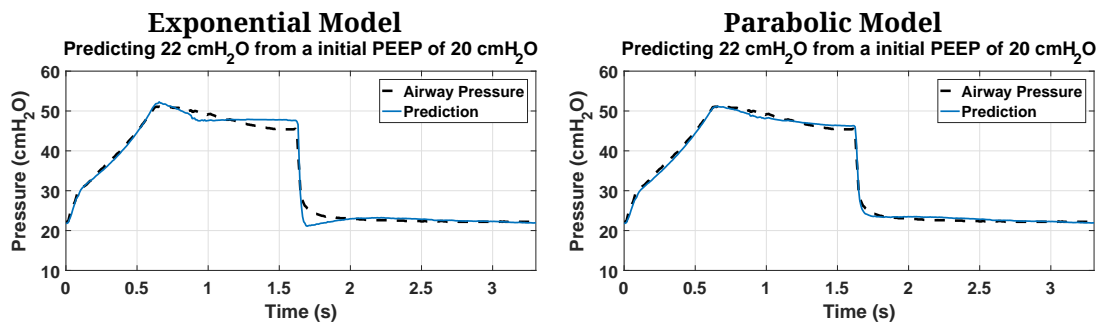 Exponential Model
Predicting 22 cmH₂O from a initial PEEP of 20 cmH₂O
60
50
40
30
20
10
Pressure (cmH₂O)
Airway Pressure
Prediction
0 0.5 1 1.5 2 2.5 3
Time (s)
Parabolic Model
Predicting 22 cmH₂O from a initial PEEP of 20 cmH₂O
60
50
40
30
20
10
Pressure (cmH₂O)
Airway Pressure
Prediction
0 0.5 1 1.5 2 2.5 3
Time (s)